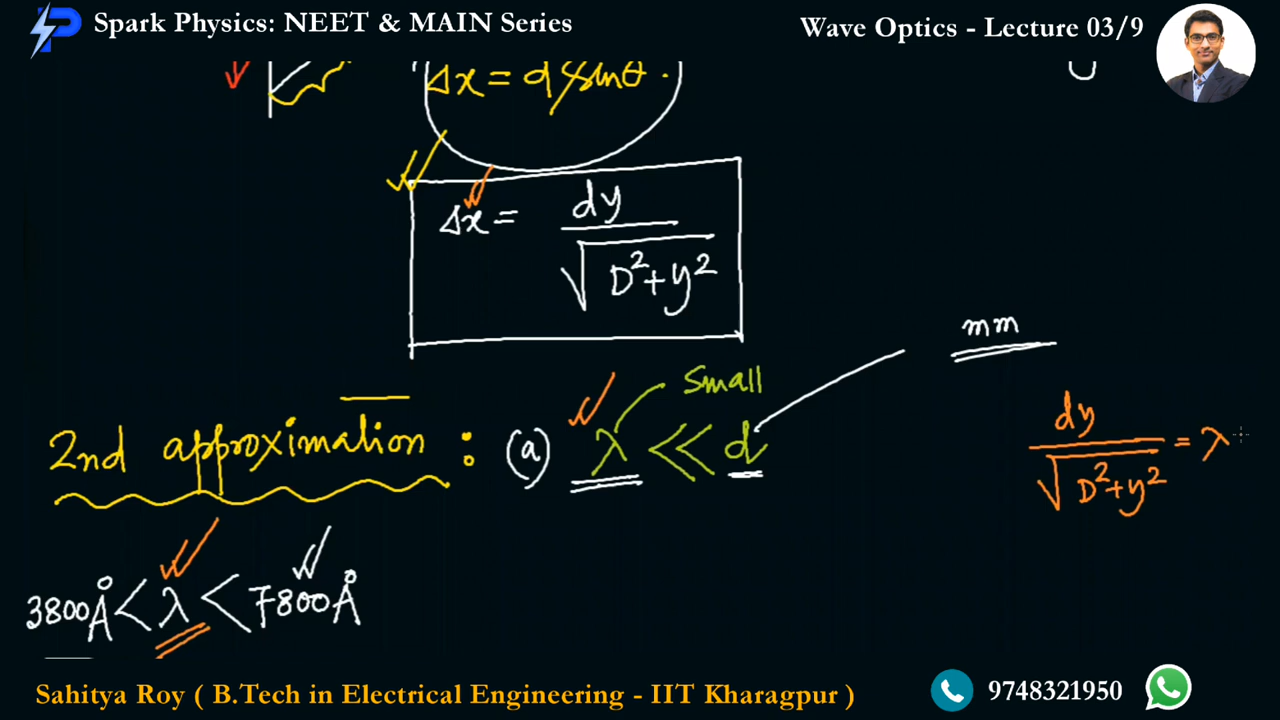 Spark Physics: NEET & MAIN Series
Wave Optics - Lecture 03/9
Δx = d sinθ.
Δx = dy / √(D²+y²)
mm
Small
2nd approximation : (a) λ << d
dy / √(D²+y²) = λ
3800Å < λ < 7800Å
Sahitya Roy ( B.Tech in Electrical Engineering - IIT Kharagpur )
9748321950